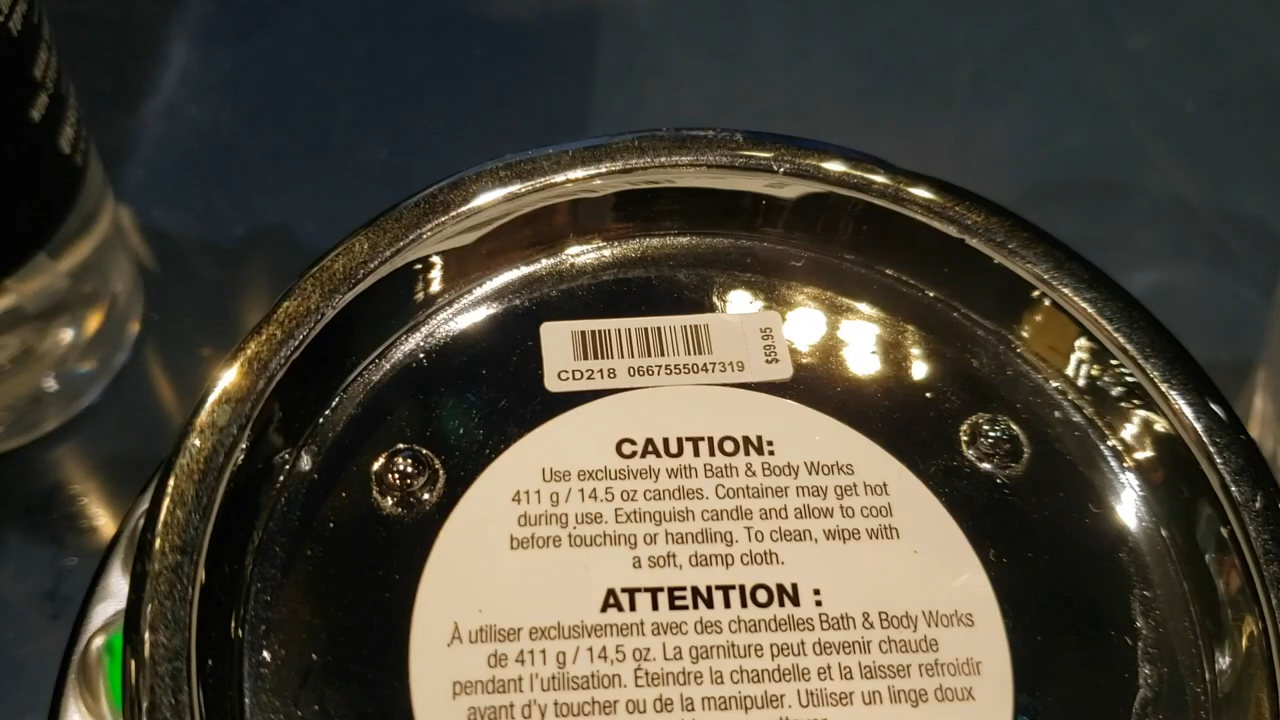 $59.95
CD218 0667555047319
CAUTION:
Use exclusively with Bath & Body Works
411 g / 14.5 oz candles. Container may get hot
during use. Extinguish candle and allow to cool
before touching or handling. To clean, wipe with
a soft, damp cloth.
ATTENTION :
À utiliser exclusivement avec des chandelles Bath & Body Works
de 411 g / 14,5 oz. La garniture peut devenir chaude
pendant l'utilisation. Éteindre la chandelle et la laisser refroidir
avant d'y toucher ou de la manipuler. Utiliser un linge doux